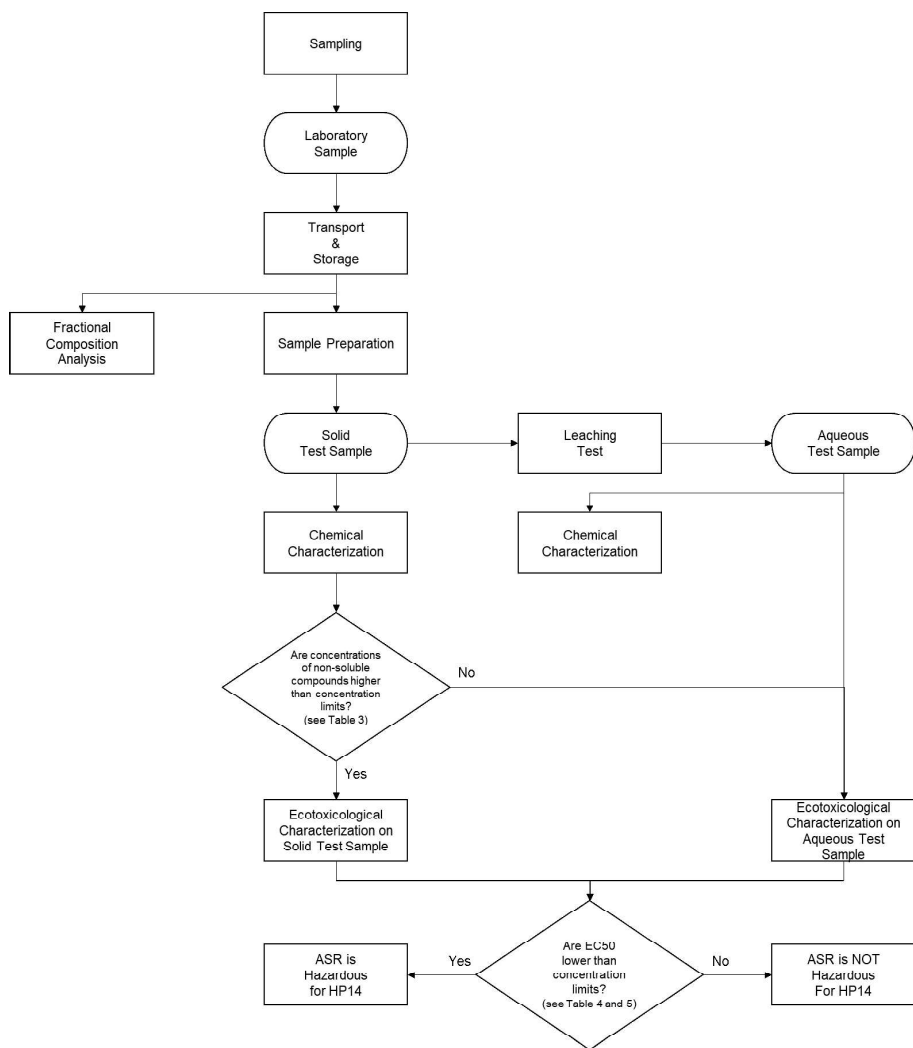 Sampling
Laboratory
Sample
Transport
&
Storage
Fractional
Composition
Analysis
Sample Preparation
Solid
Test Sample
Leaching
Test
Aqueous
Test Sample
Chemical
Characterization
Chemical
Characterization
Are concentrations
of non-soluble
compounds higher
than concentration
limits?
(see Table 3)
No
Yes
Ecotoxicological
Characterization on
Solid Test Sample
Ecotoxicological
Characterization on
Aqueous Test
Sample
Are EC50
lower than
concentration
limits?
(see Table 4 and 5)
Yes
No
ASR is
Hazardous
for HP14
ASR is NOT
Hazardous
For HP14